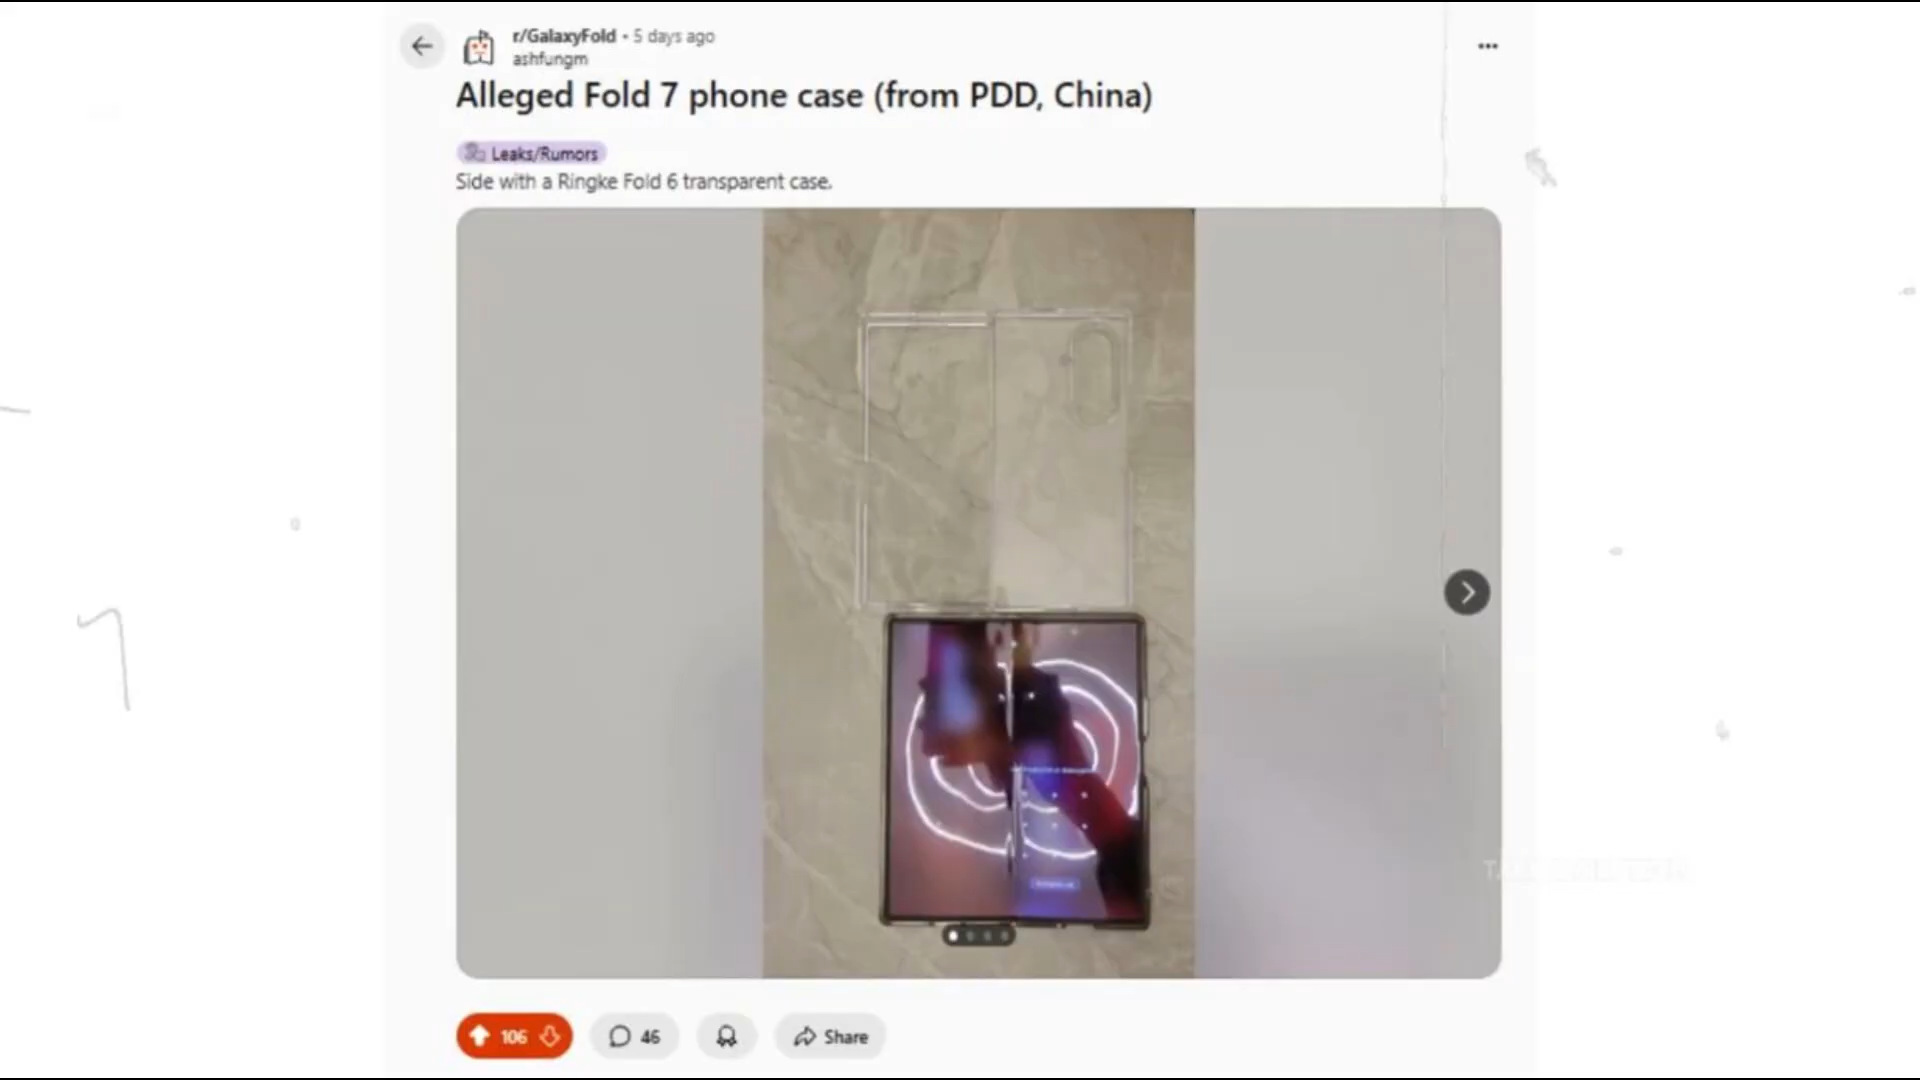 r/GalaxyFold • 5 days ago
ashfungm
Alleged Fold 7 phone case (from PDD, China)
Leaks/Rumors
Side with a Ringke Fold 6 transparent case.
106
46
Share